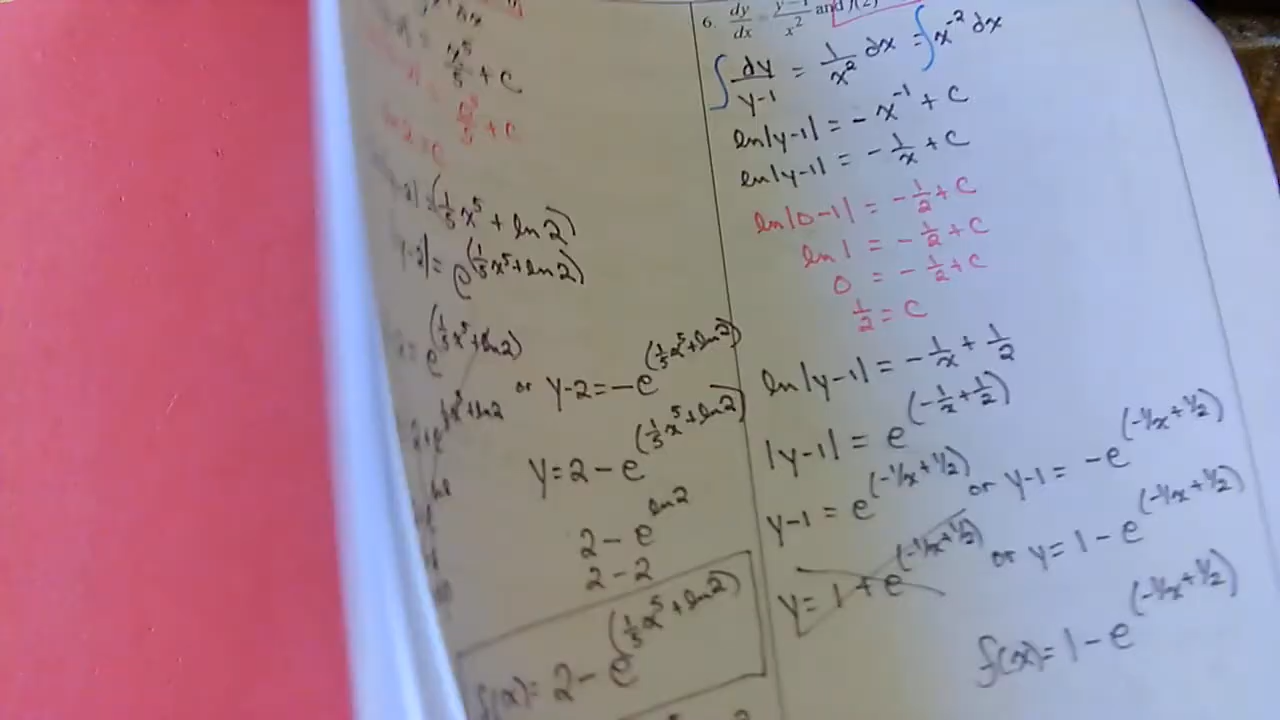 x⁵/5 + C
0⁵/5 + C
(1/5 x⁵ + ln 2)
= e^(1/5 x⁵ + ln 2)
= e^(1/5 x⁵ + ln 2) or y-2 = -e^(1/5 x⁵ + ln 2)
y = 2 - e^(1/5 x⁵ + ln 2)
2 - e^ln 2
2 - 2
f(x) = 2 - e^(1/5 x⁵ + ln 2)
6. dy/dx = y-1/x² and
∫ dy/y-1 = 1/x² dx = ∫ x⁻² dx
ln|y-1| = -x⁻¹ + C
ln|y-1| = -1/x + C
ln|0-1| = -1/2 + C
ln 1 = -1/2 + C
0 = -1/2 + C
1/2 = C
ln|y-1| = -1/x + 1/2
|y-1| = e^(-1/x + 1/2)
y-1 = e^(-1/x + 1/2) or y-1 = -e^(-1/x + 1/2)
y = 1 + e^(-1/x + 1/2) or y = 1 - e^(-1/x + 1/2)
f(x) = 1 - e^(-1/x + 1/2)